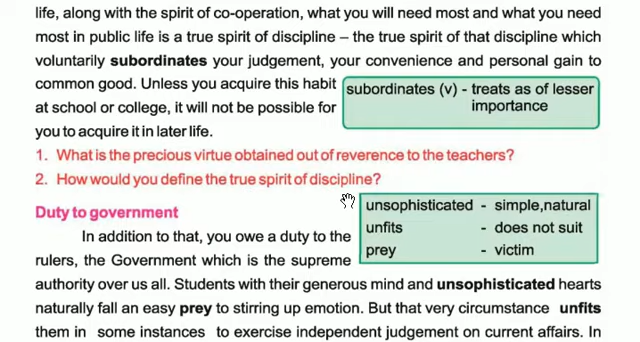 life, along with the spirit of co-operation, what you will need most and what you need
most in public life is a true spirit of discipline – the true spirit of that discipline which
voluntarily subordinates your judgement, your convenience and personal gain to
common good. Unless you acquire this habit
at school or college, it will not be possible for
you to acquire it in later life.
subordinates (v) - treats as of lesser
importance
1. What is the precious virtue obtained out of reverence to the teachers?
2. How would you define the true spirit of discipline?
Duty to government
unsophisticated - simple,natural
unfits - does not suit
prey - victim
In addition to that, you owe a duty to the
rulers, the Government which is the supreme
authority over us all. Students with their generous mind and unsophisticated hearts
naturally fall an easy prey to stirring up emotion. But that very circumstance unfits
them in some instances to exercise independent judgement on current affairs. In